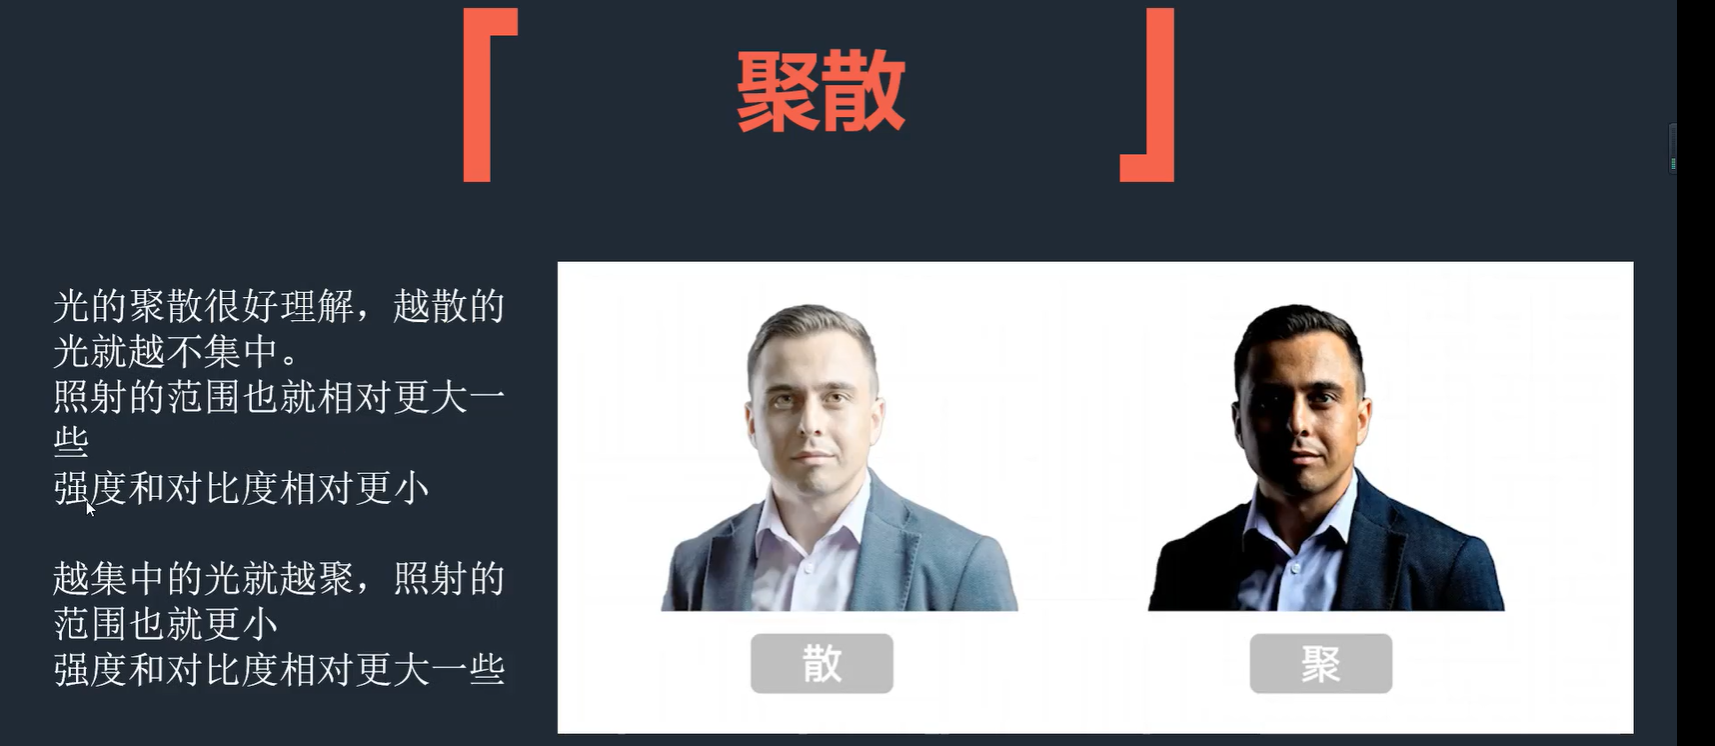 聚散
光的聚散很好理解，越散的
光就越不集中。
照射的范围也就相对更大一
些
强度和对比度相对更小
越集中的光就越聚，照射的
范围也就更小
强度和对比度相对更大一些
散
聚